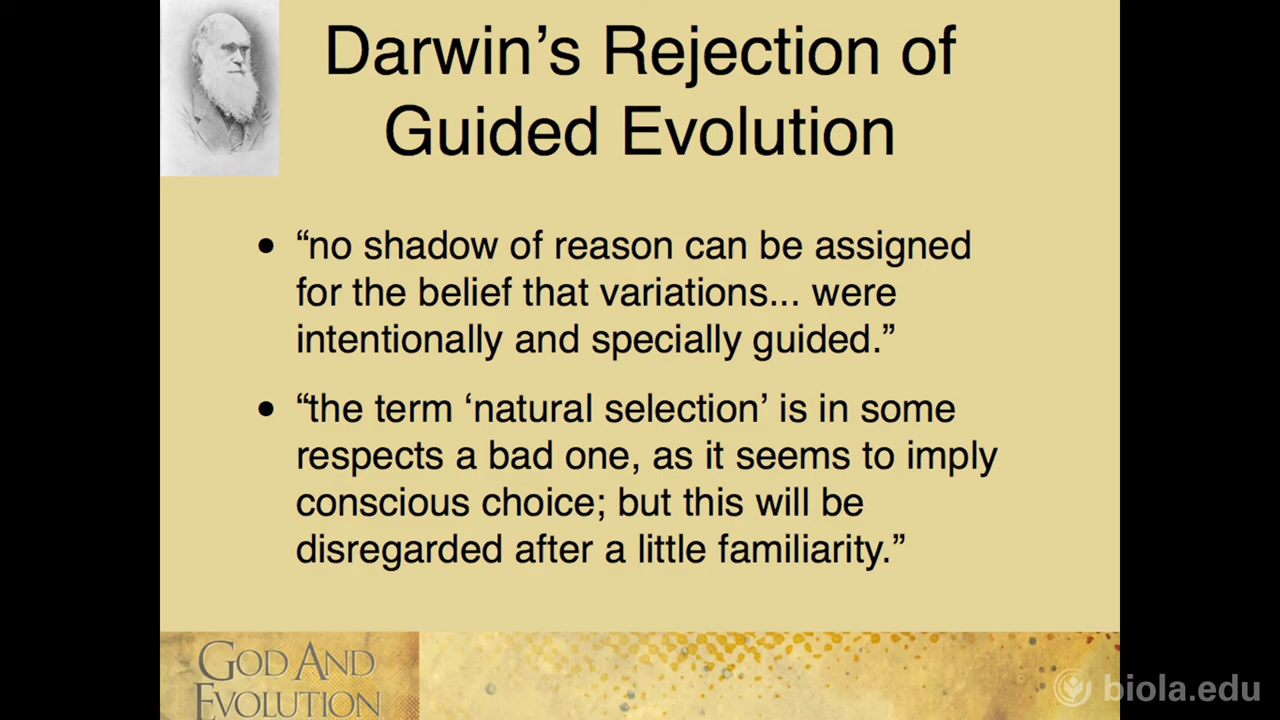 Darwin’s Rejection of
Guided Evolution
• “no shadow of reason can be assigned
for the belief that variations... were
intentionally and specially guided.”
• “the term ‘natural selection’ is in some
respects a bad one, as it seems to imply
conscious choice; but this will be
disregarded after a little familiarity.”
GOD AND
EVOLUTION
biola.edu